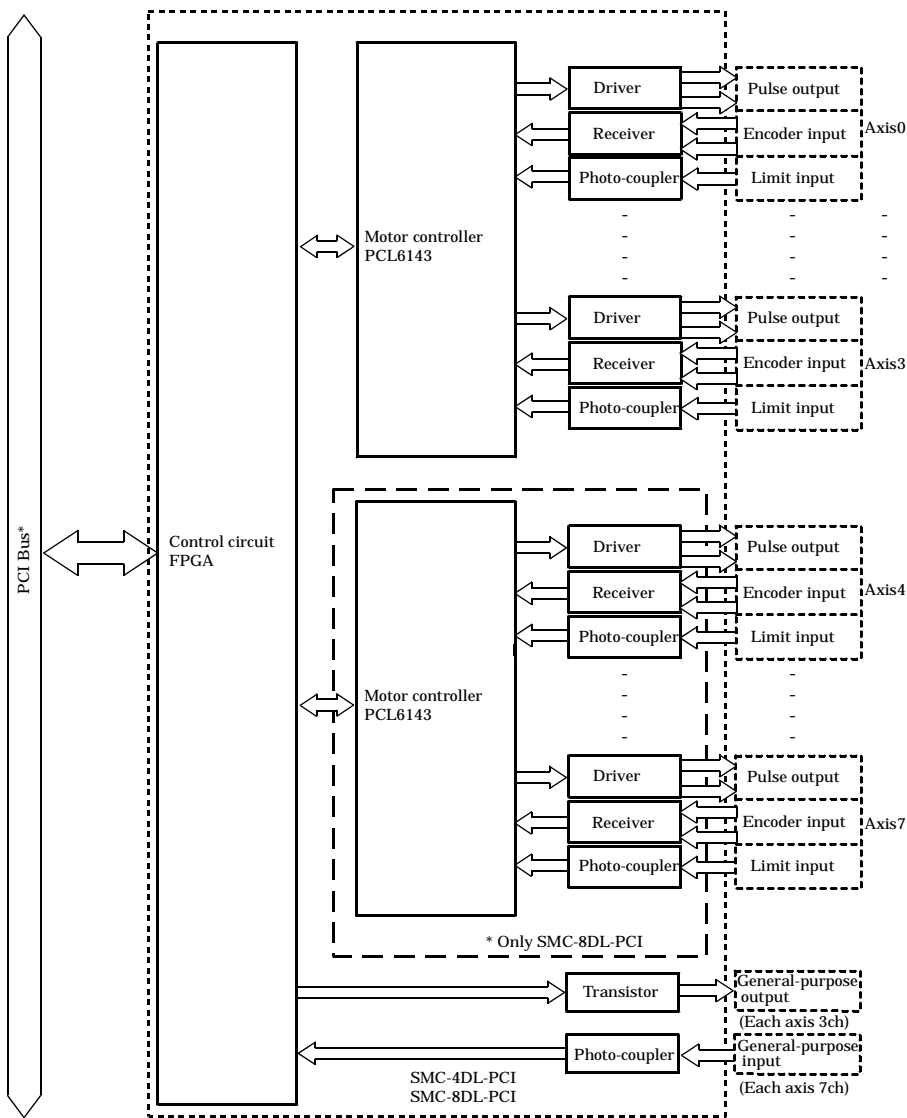 PCI Bus*
Control circuit
FPGA
Motor controller
PCL6143
Driver
Pulse output
Receiver
Encoder input
Axis0
Photo-coupler
Limit input
Driver
Pulse output
Receiver
Encoder input
Axis3
Photo-coupler
Limit input
Motor controller
PCL6143
Driver
Pulse output
Receiver
Encoder input
Axis4
Photo-coupler
Limit input
Driver
Pulse output
Receiver
Encoder input
Axis7
Photo-coupler
Limit input
* Only SMC-8DL-PCI
Transistor
General-purpose
output
(Each axis 3ch)
Photo-coupler
General-purpose
input
(Each axis 7ch)
SMC-4DL-PCI
SMC-8DL-PCI